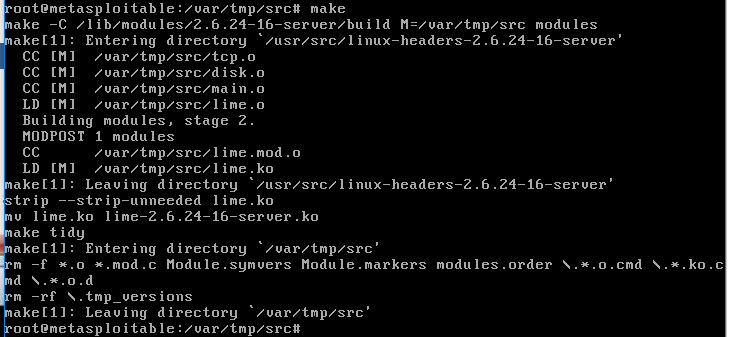 root@metasploitable:/var/tmp/src# make
make -C /lib/modules/2.6.24-16-server/build M=/var/tmp/src modules
make[1]: Entering directory `/usr/src/linux-headers-2.6.24-16-server'
  CC [M]  /var/tmp/src/tcp.o
  CC [M]  /var/tmp/src/disk.o
  CC [M]  /var/tmp/src/main.o
  LD [M]  /var/tmp/src/lime.o
  Building modules, stage 2.
  MODPOST 1 modules
  CC      /var/tmp/src/lime.mod.o
  LD [M]  /var/tmp/src/lime.ko
make[1]: Leaving directory `/usr/src/linux-headers-2.6.24-16-server'
strip --strip-unneeded lime.ko
mv lime.ko lime-2.6.24-16-server.ko
make tidy
make[1]: Entering directory `/var/tmp/src'
rm -f *.o *.mod.c Module.symvers Module.markers modules.order \.*.o.cmd \.*.ko.c
md \.*.o.d
rm -rf \.tmp_versions
make[1]: Leaving directory `/var/tmp/src'
root@metasploitable:/var/tmp/src#